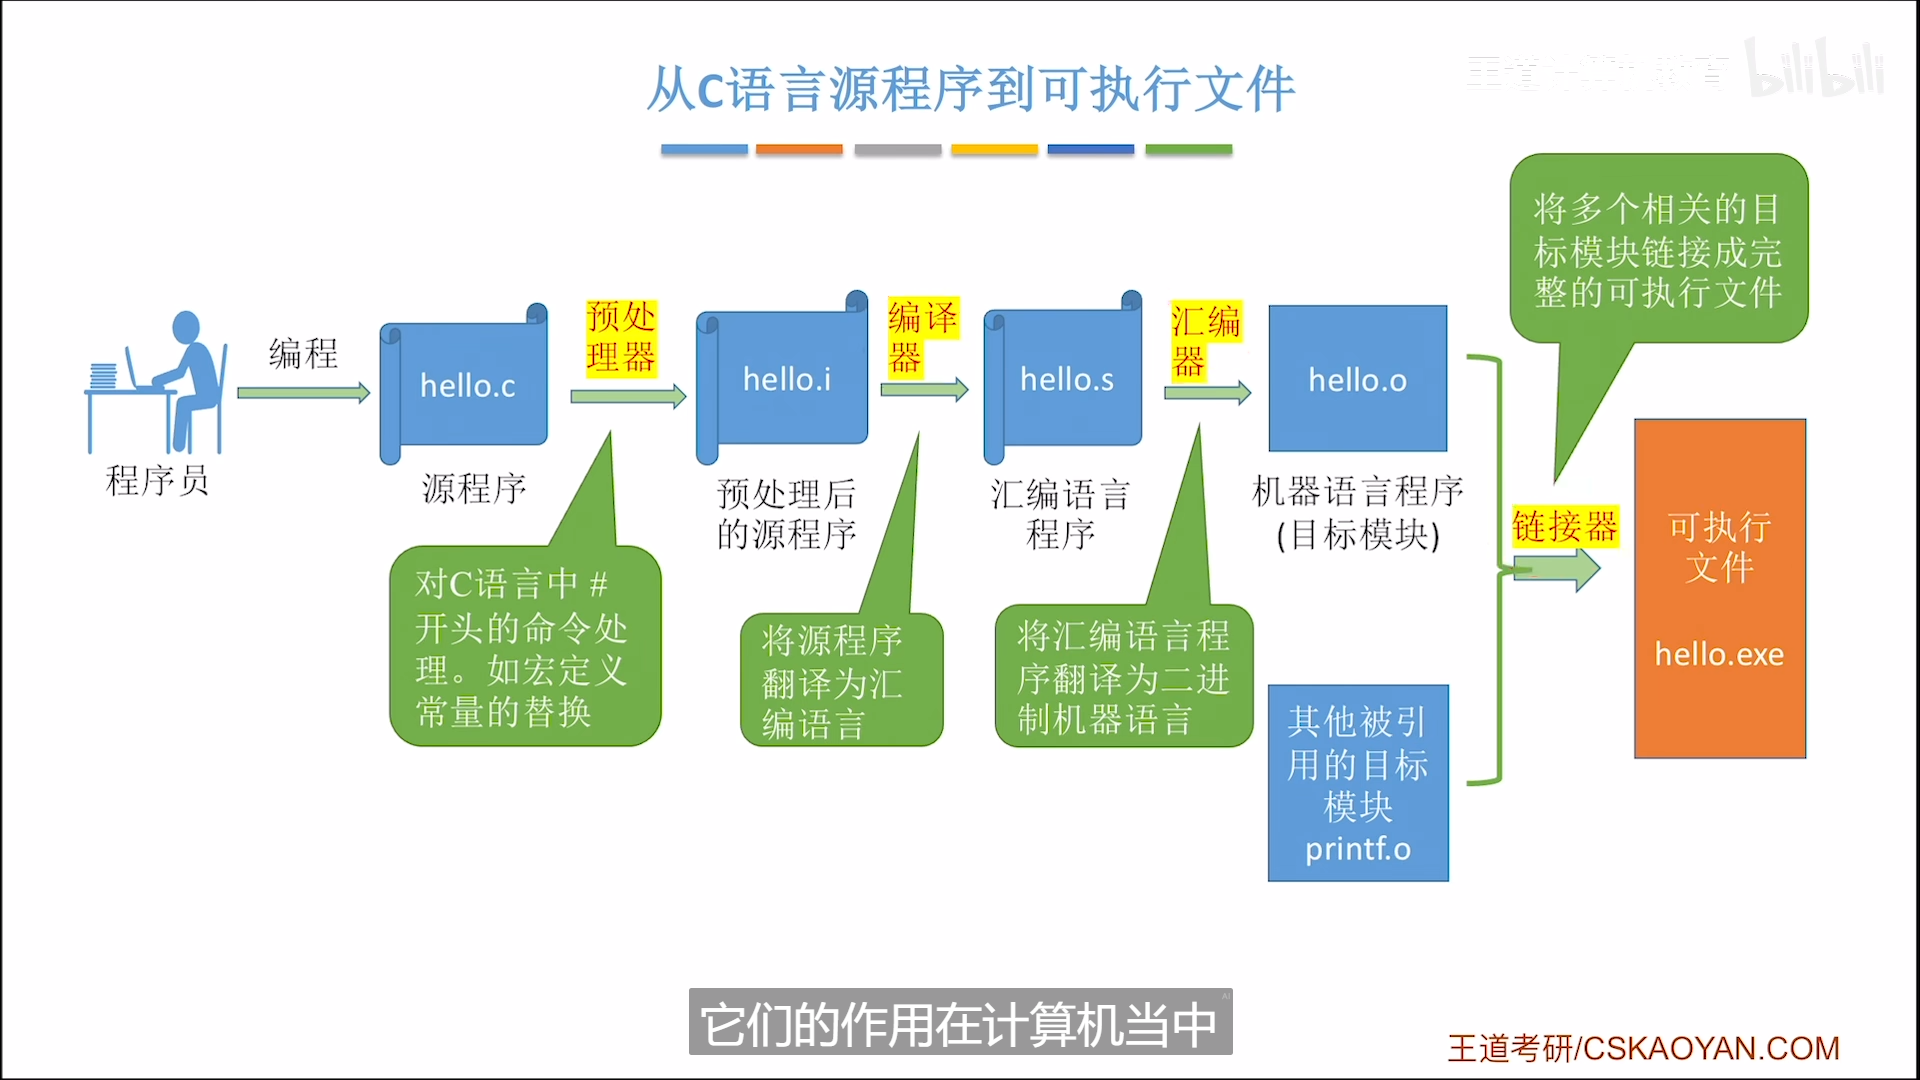 王道计算机教育
bilibili
从C语言源程序到可执行文件
将多个相关的目
标模块链接成完
整的可执行文件
编程
程序员
hello.c
源程序
预处
理器
hello.i
预处理后
的源程序
编译
器
hello.s
汇编语言
程序
汇编
器
hello.o
机器语言程序
(目标模块)
链接器
可执行
文件
hello.exe
对C语言中 #
开头的命令处
理。如宏定义
常量的替换
将源程序
翻译为汇
编语言
将汇编语言程
序翻译为二进
制机器语言
其他被引
用的目标
模块
printf.o
AI
它们的作用在计算机当中
王道考研/CSKAOYAN.COM